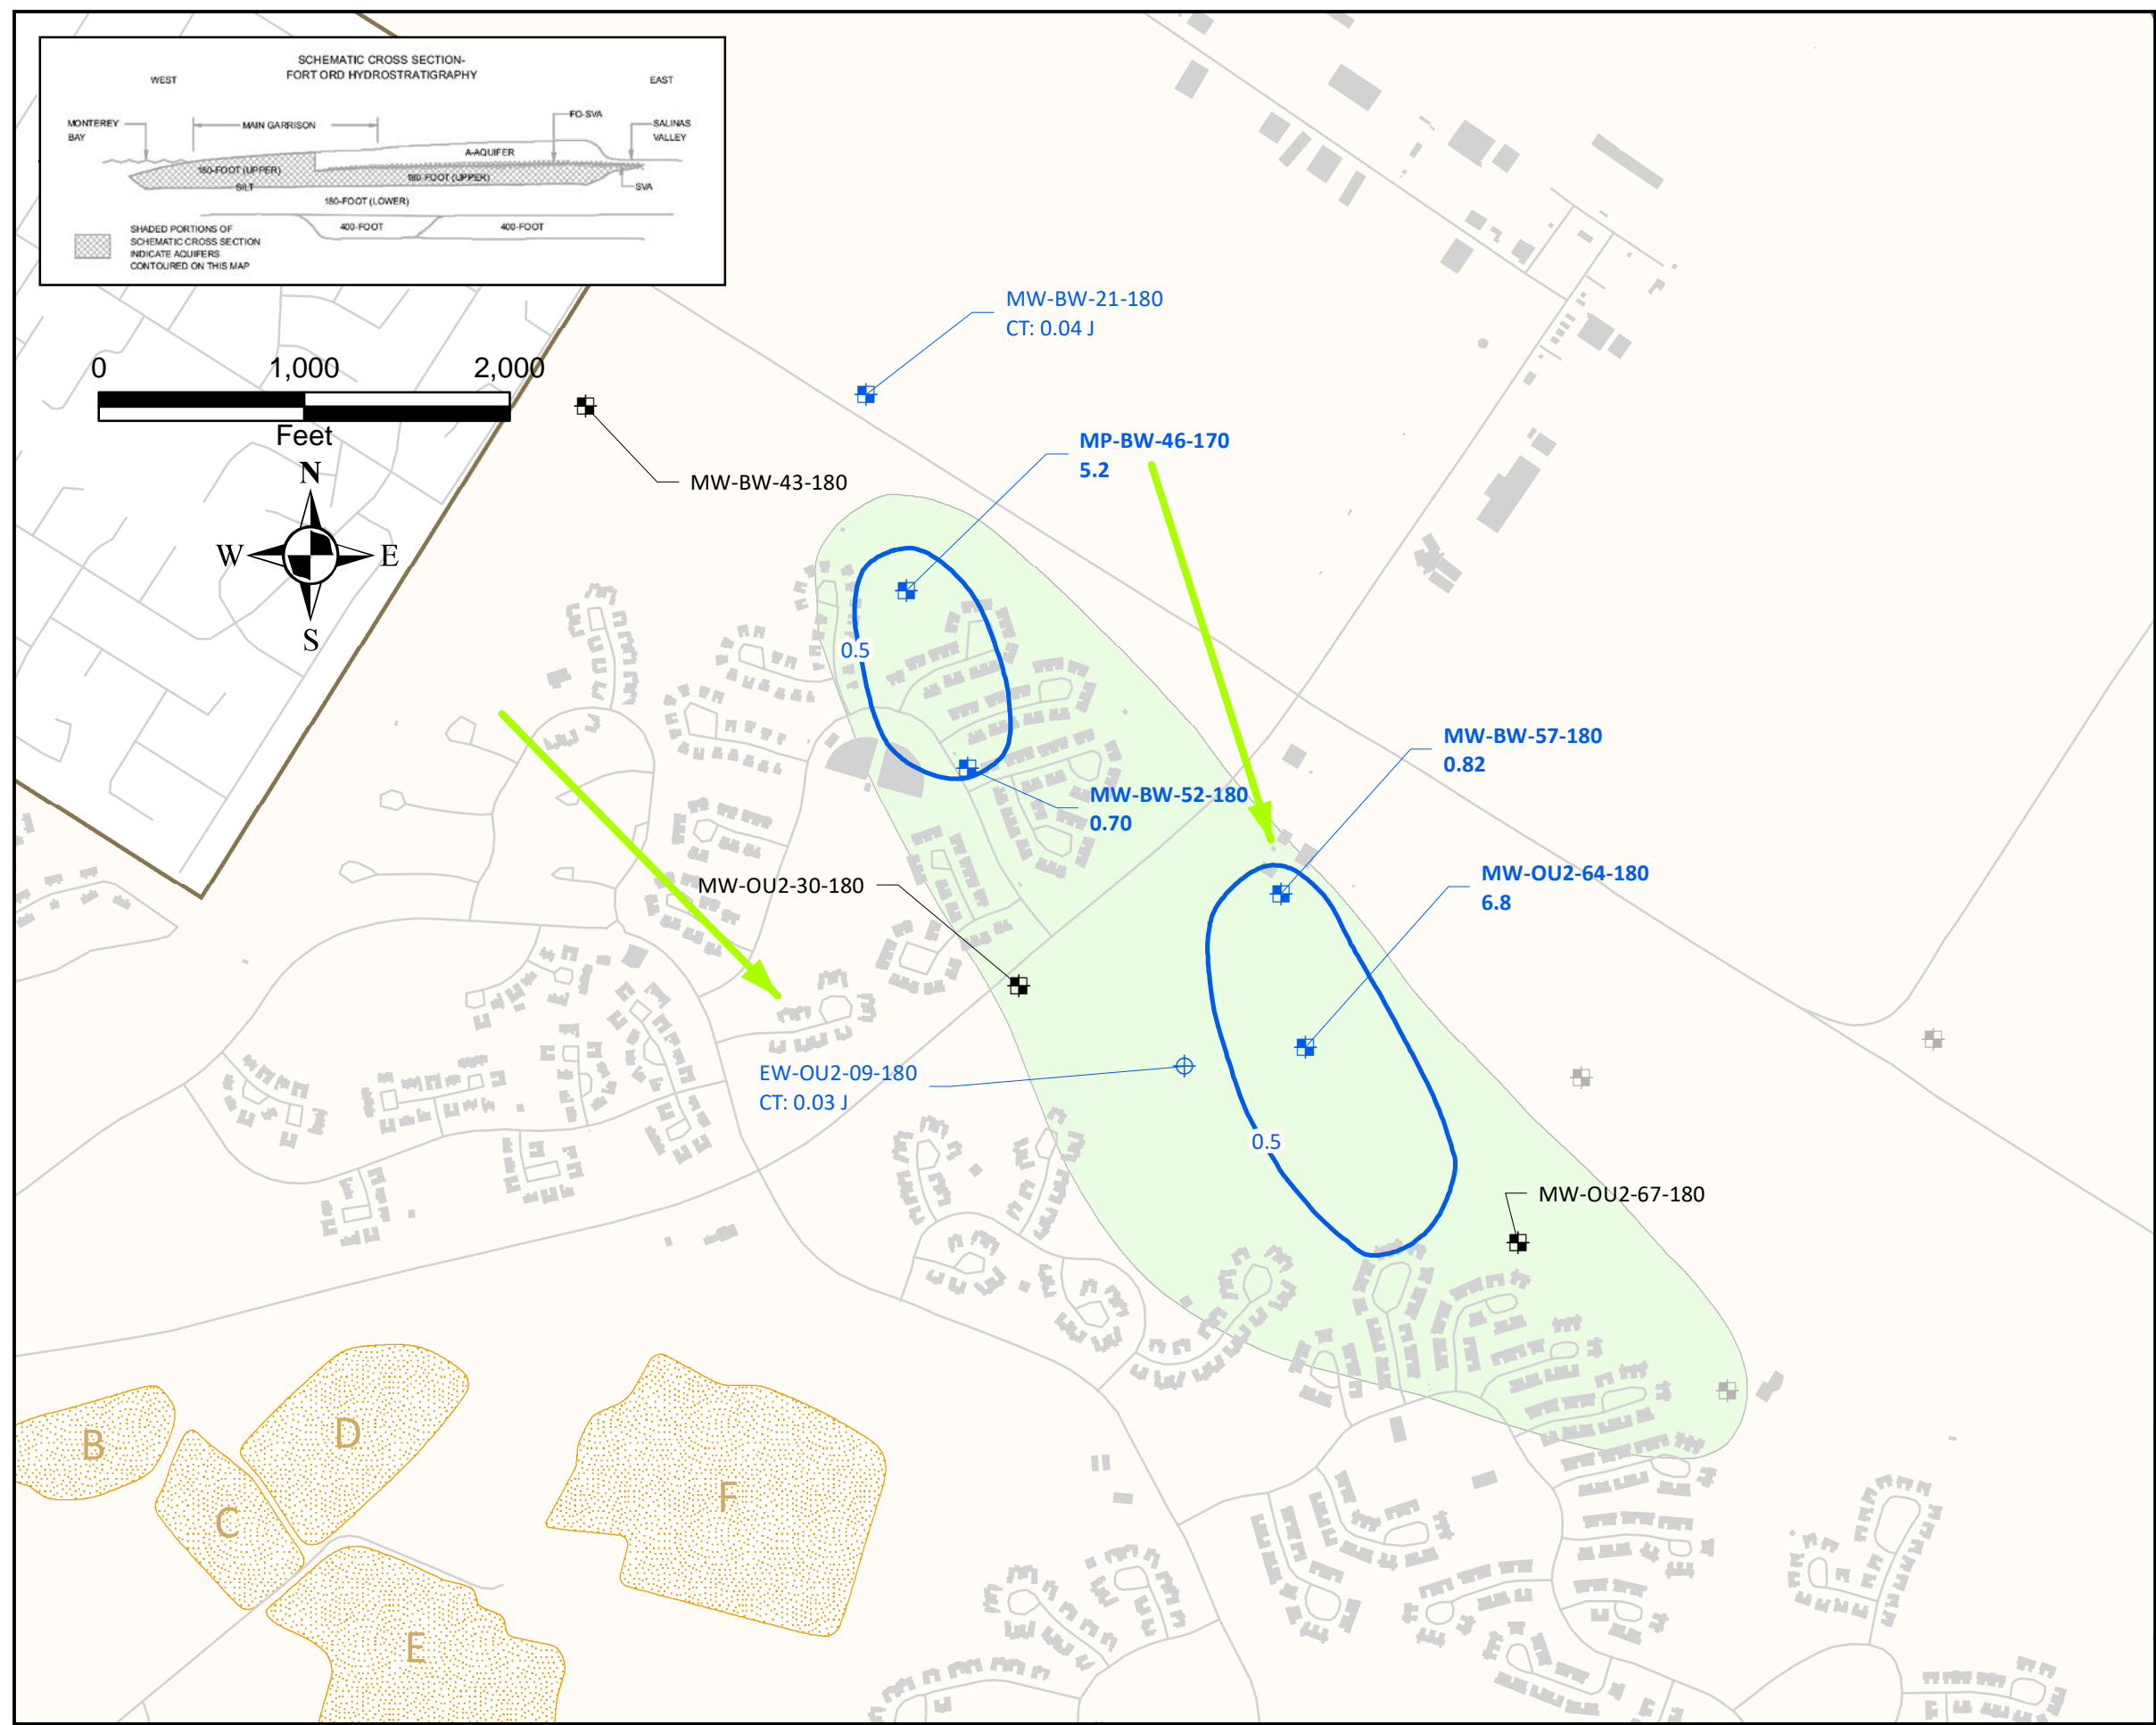 SCHEMATIC CROSS SECTION-
FORT ORD HYDROSTRATIGRAPHY
WEST
EAST
MONTEREY
BAY
MAIN GARRISON
FO-SVA
SALINAS
VALLEY
A-AQUIFER
180-FOOT (UPPER)
180-FOOT (UPPER)
SILT
SVA
180-FOOT (LOWER)
400-FOOT
400-FOOT
SHADED PORTIONS OF
SCHEMATIC CROSS SECTION
INDICATE AQUIFERS
CONTOURED ON THIS MAP
MW-BW-21-180
CT: 0.04 J
0
1,000
2,000
Feet
MP-BW-46-170
5.2
MW-BW-43-180
N
W
E
S
0.5
MW-BW-57-180
0.82
MW-BW-52-180
0.70
MW-OU2-30-180
MW-OU2-64-180
6.8
EW-OU2-09-180
CT: 0.03 J
0.5
MW-OU2-67-180
B
D
C
F
E